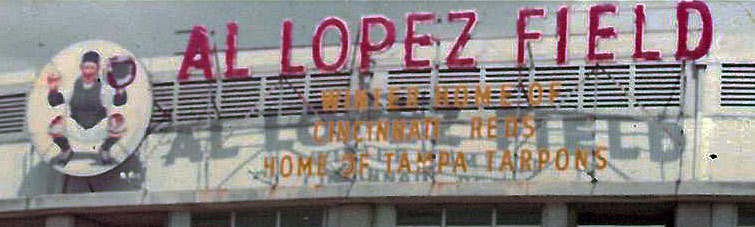 AL LOPEZ FIELD
WINTER HOME OF
CINCINNATI REDS
HOME OF TAMPA TARPONS